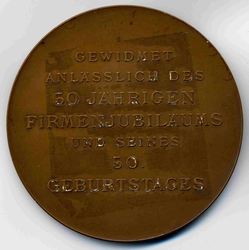 GEWIDMET
ANLÄSSLICH DES
50 JÄHRIGEN
FIRMENJUBILÄUMS
UND SEINES
50.
GEBURTSTAGES